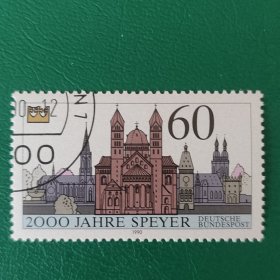 60
2000 JAHRE SPEYER
DEUTSCHE
BUNDESPOST
1990